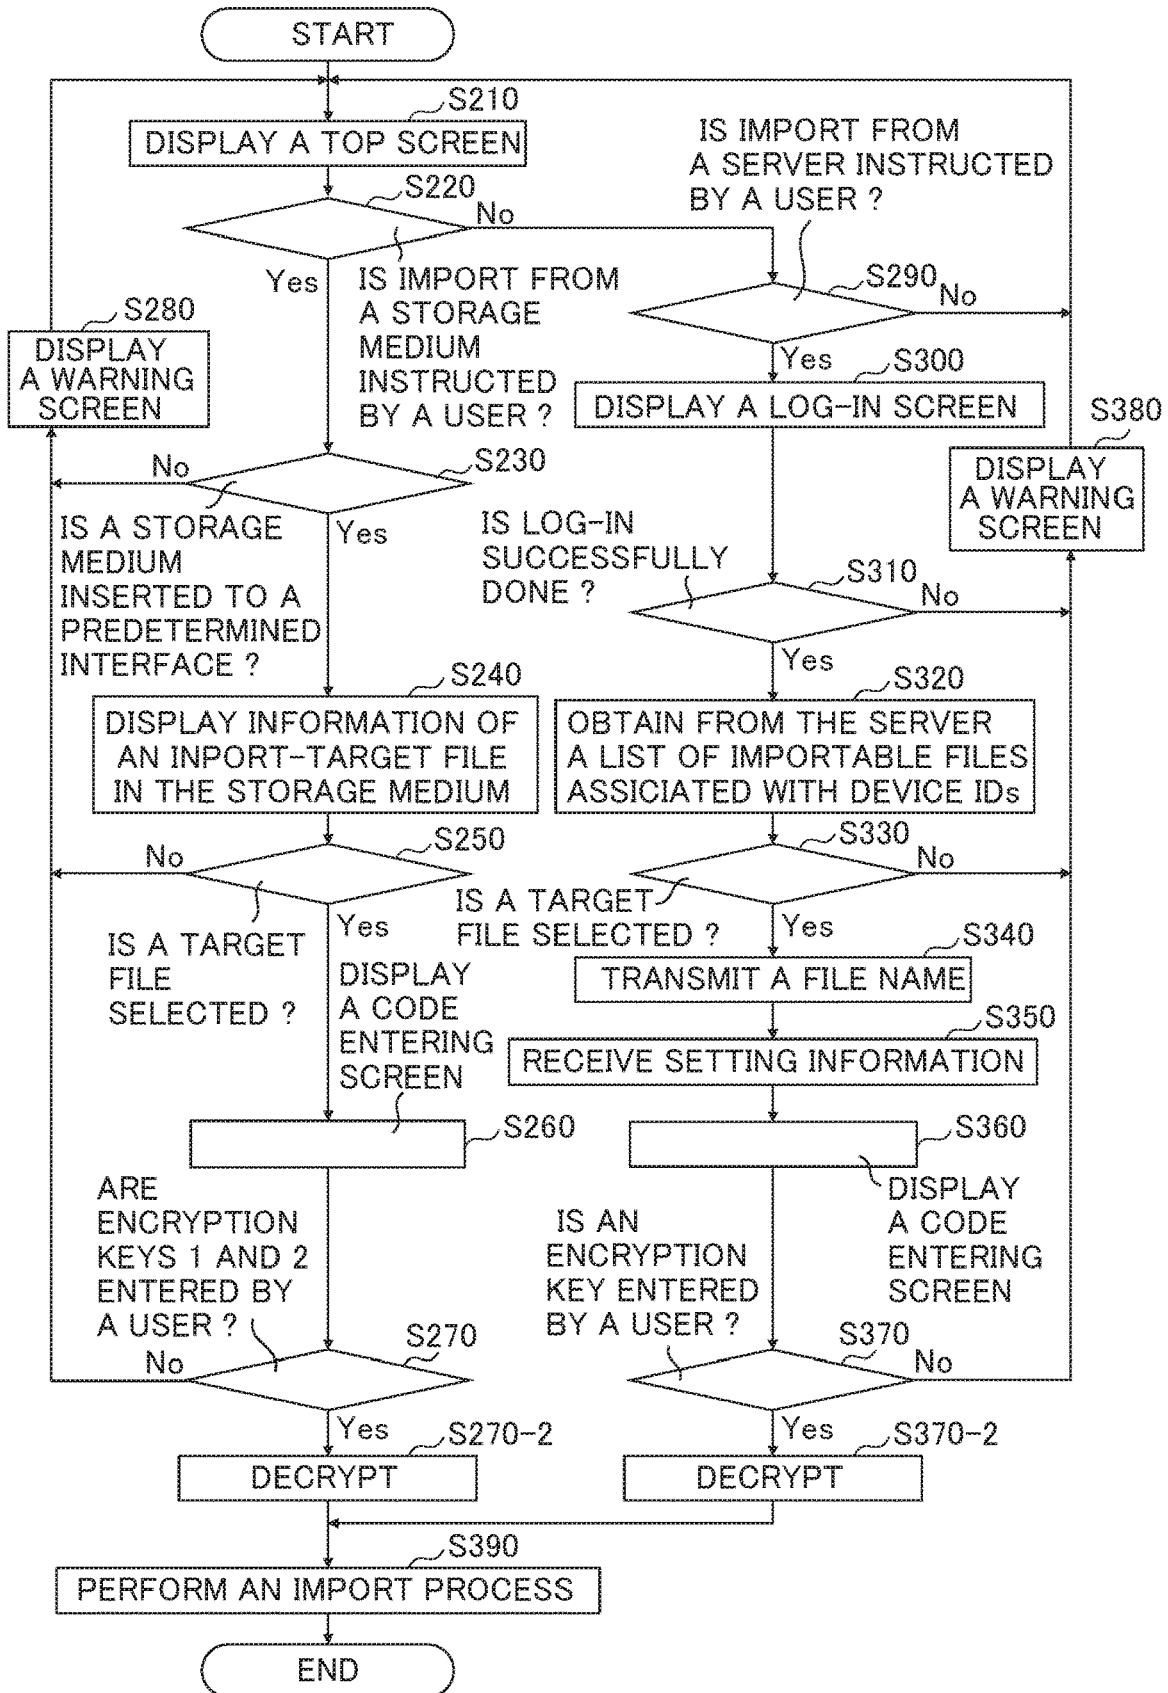 START
S210
DISPLAY A TOP SCREEN
IS IMPORT FROM
A SERVER INSTRUCTED
BY A USER ?
S220
No
Yes
IS IMPORT FROM
A STORAGE
MEDIUM
INSTRUCTED
BY A USER ?
S290
No
Yes
S280
DISPLAY
A WARNING
SCREEN
S300
DISPLAY A LOG-IN SCREEN
S380
DISPLAY
A WARNING
SCREEN
S230
No
Yes
IS A STORAGE
MEDIUM
INSERTED TO A
PREDETERMINED
INTERFACE ?
IS LOG-IN
SUCCESSFULLY
DONE ?
S310
No
Yes
S240
DISPLAY INFORMATION OF
AN INPORT-TARGET FILE
IN THE STORAGE MEDIUM
S320
OBTAIN FROM THE SERVER
A LIST OF IMPORTABLE FILES
ASSICIATED WITH DEVICE IDs
S250
No
Yes
IS A TARGET
FILE
SELECTED ?
S330
No
IS A TARGET
FILE SELECTED ?
Yes
S340
TRANSMIT A FILE NAME
DISPLAY
A CODE
ENTERING
SCREEN
S350
RECEIVE SETTING INFORMATION
S260
S360
DISPLAY
A CODE
ENTERING
SCREEN
ARE
ENCRYPTION
KEYS 1 AND 2
ENTERED BY
A USER ?
IS AN
ENCRYPTION
KEY ENTERED
BY A USER ?
S270
No
Yes
S370
No
Yes
S270-2
DECRYPT
S370-2
DECRYPT
S390
PERFORM AN IMPORT PROCESS
END